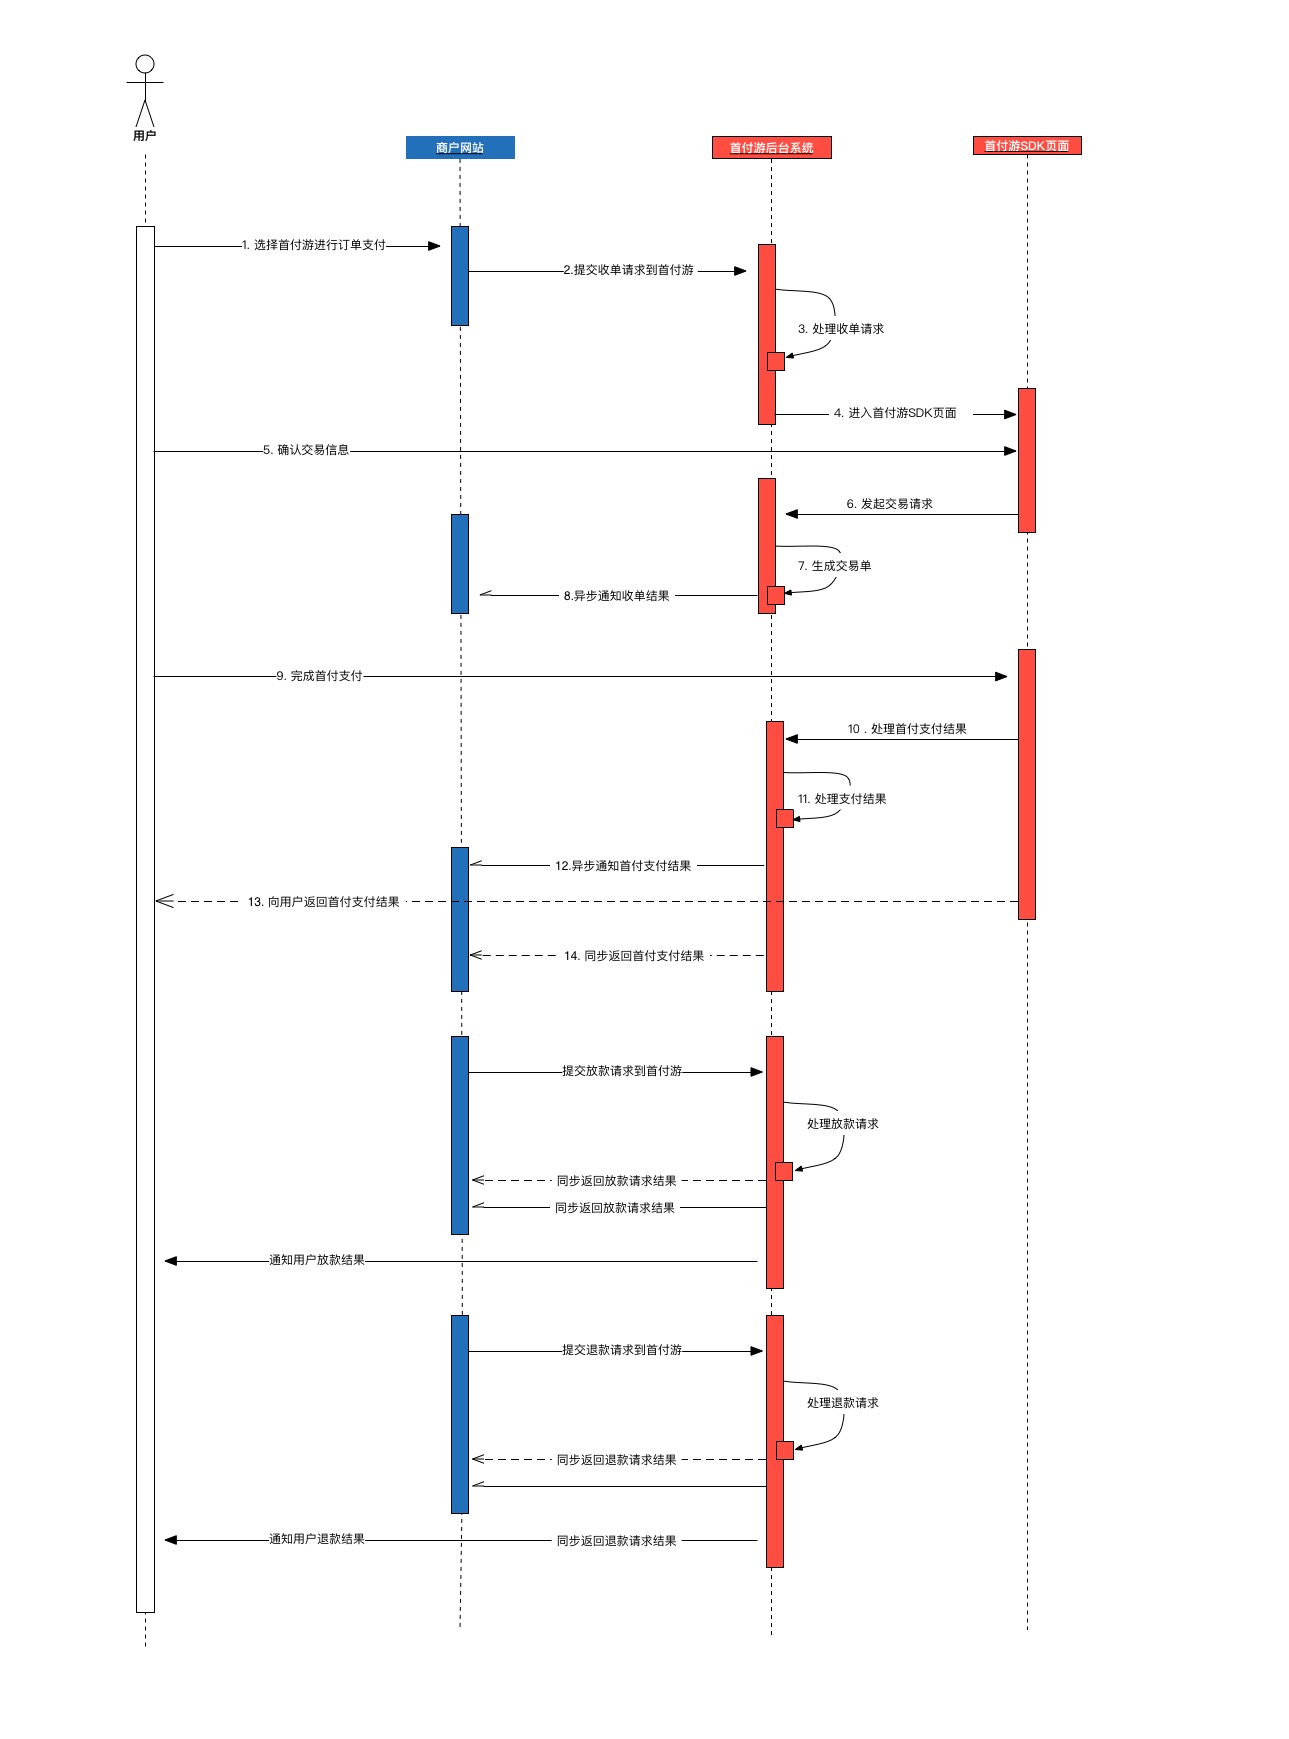 用户
商户网站
首付游后台系统
首付游SDK页面
1. 选择首付游进行订单支付
2.提交收单请求到首付游
3. 处理收单请求
4. 进入首付游SDK页面
5. 确认交易信息
6. 发起交易请求
7. 生成交易单
8.异步通知收单结果
9. 完成首付支付
10 . 处理首付支付结果
11. 处理支付结果
12.异步通知首付支付结果
13. 向用户返回首付支付结果
14. 同步返回首付支付结果
提交放款请求到首付游
处理放款请求
同步返回放款请求结果
同步返回放款请求结果
通知用户放款结果
提交退款请求到首付游
处理退款请求
同步返回退款请求结果
通知用户退款结果
同步返回退款请求结果